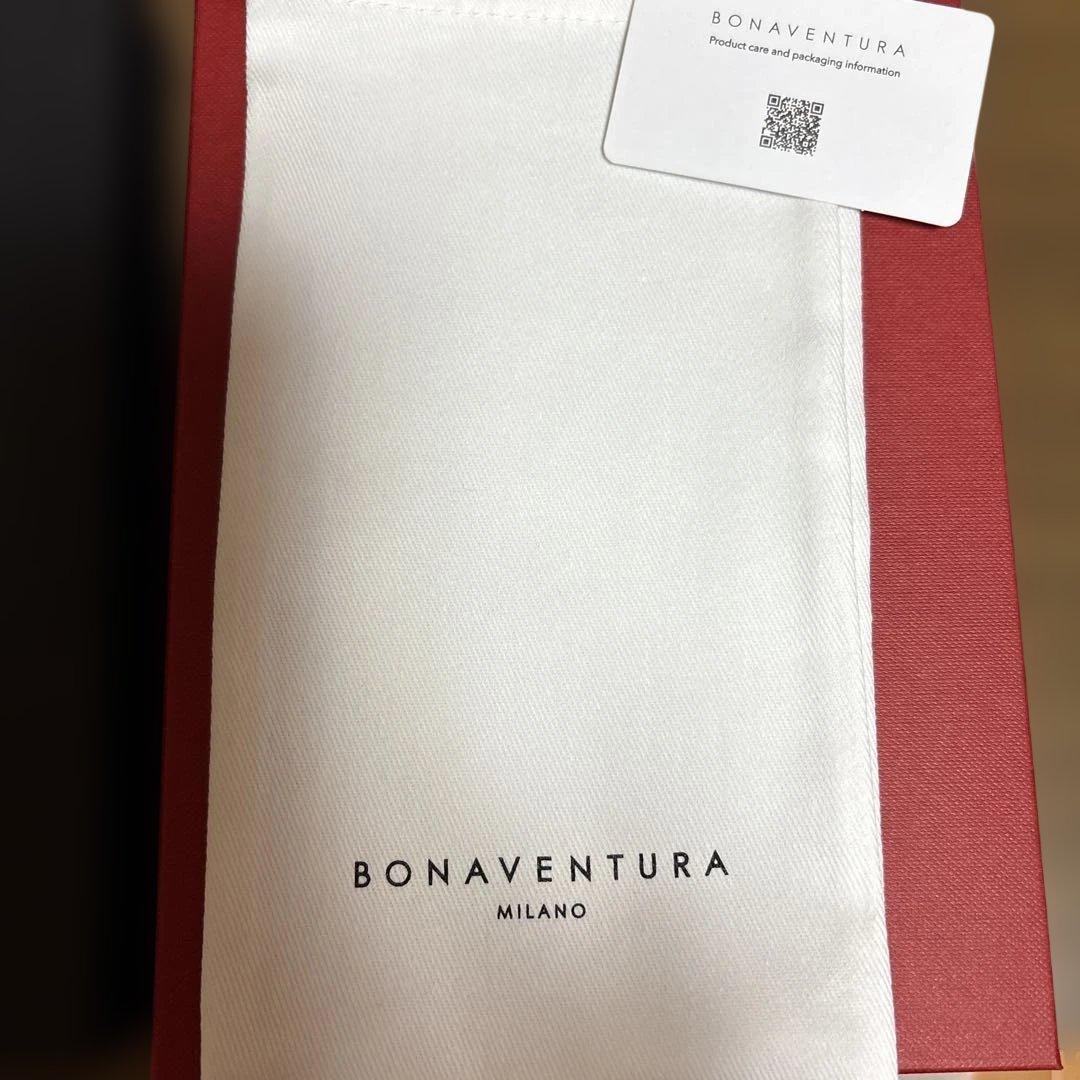 BONAVENTURA
Product care and packaging information
BONAVENTURA
MILANO